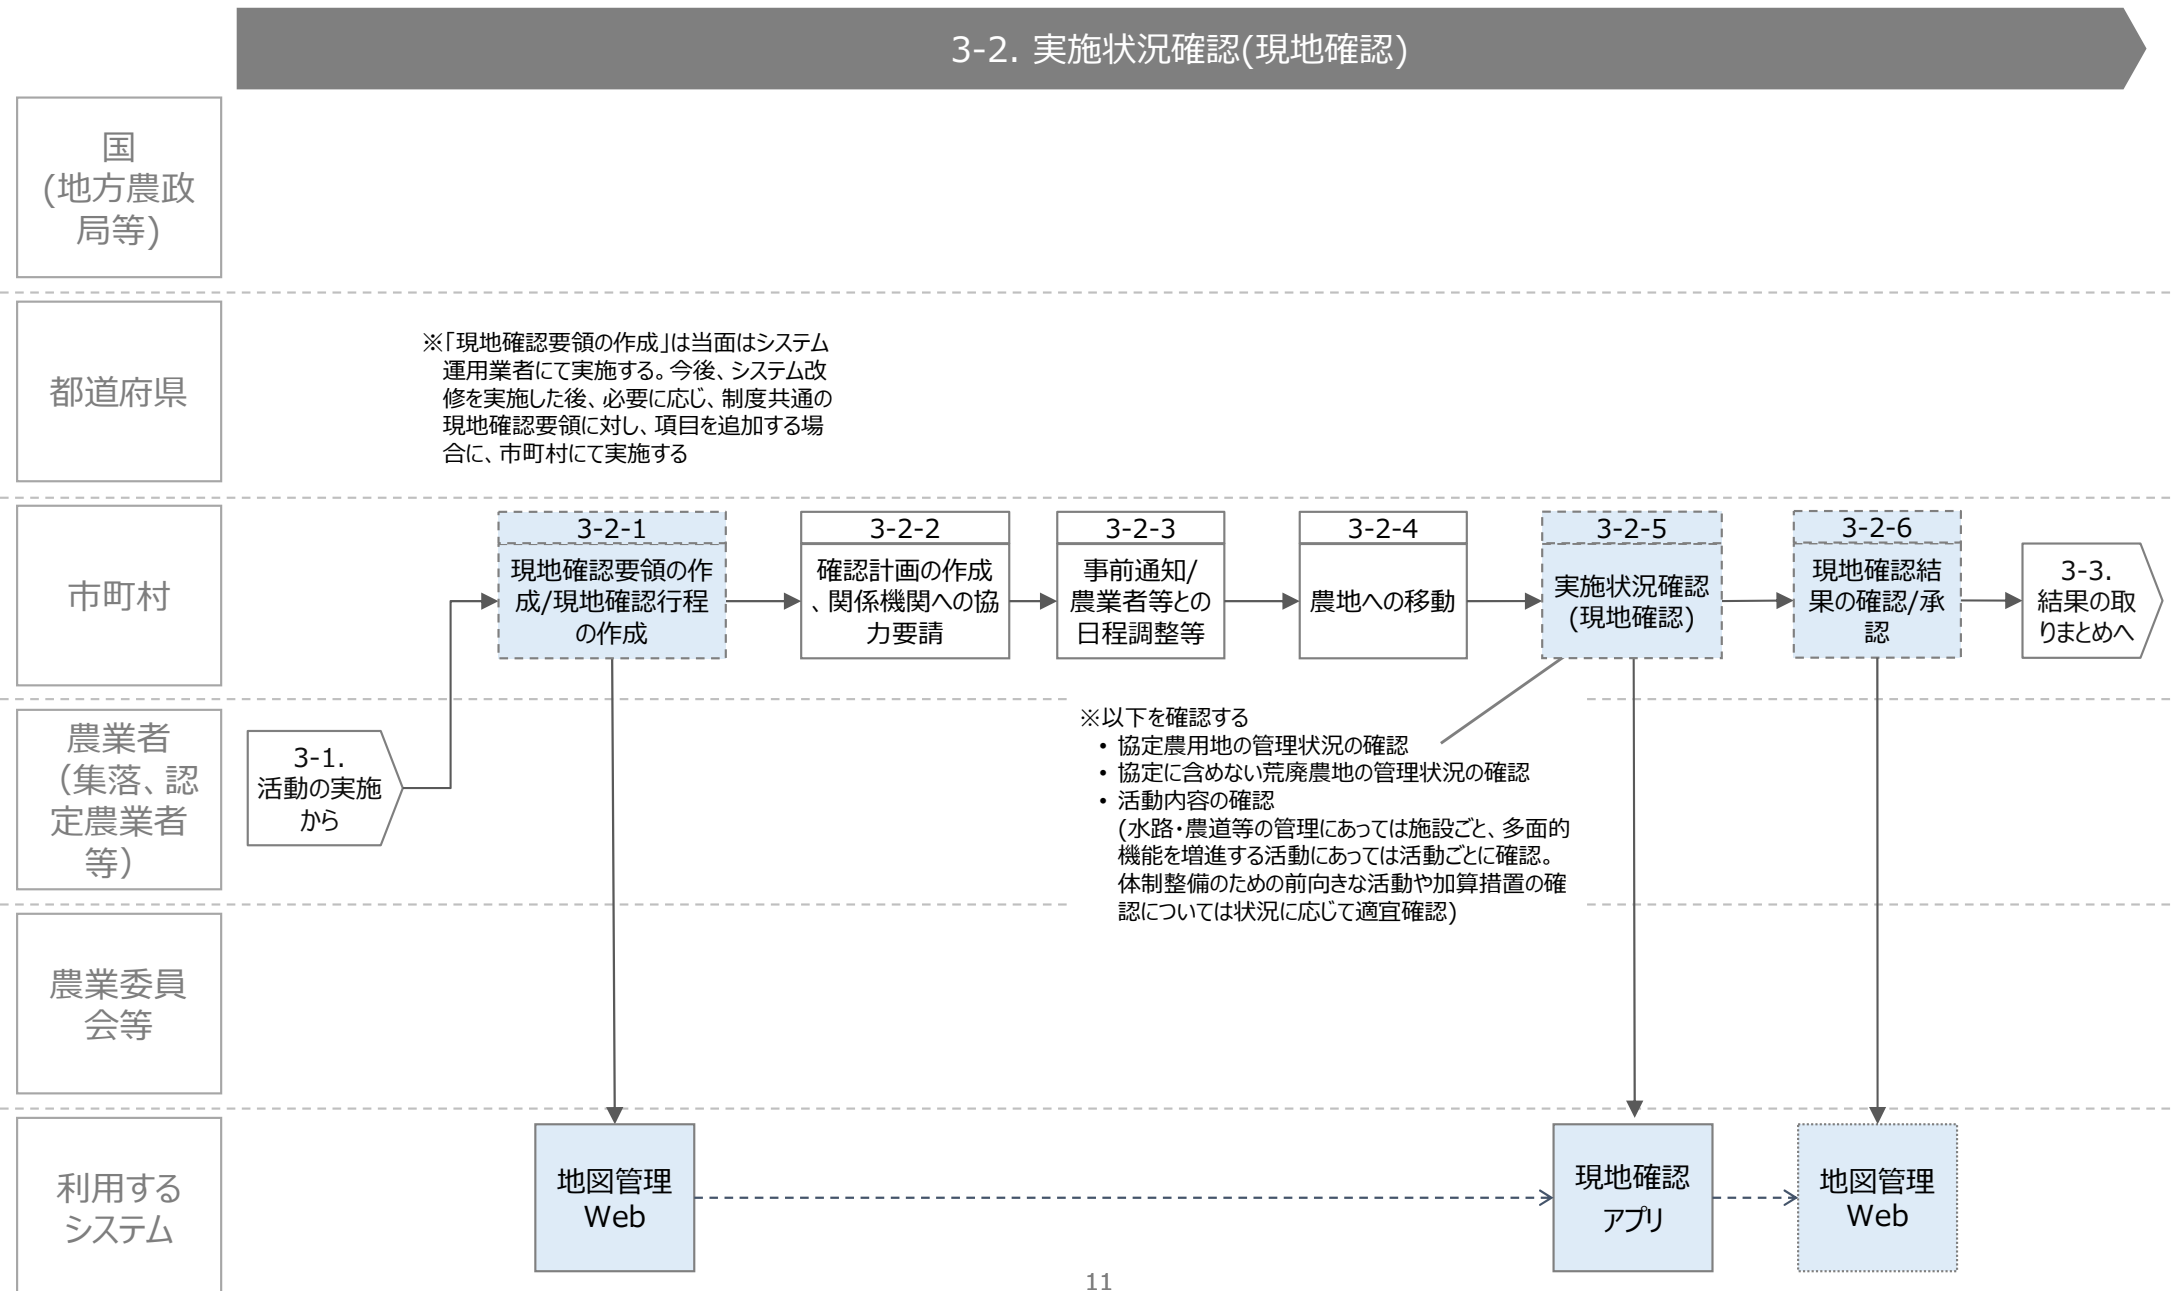 3-2. 実施状況確認(現地確認)
国
(地方農政
局等)
都道府県
※「現地確認要領の作成」は当面はシステム
運用業者にて実施する。今後、システム改
修を実施した後、必要に応じ、制度共通の
現地確認要領に対し、項目を追加する場
合に、市町村にて実施する
市町村
3-2-1
現地確認要領の作
成/現地確認行程
の作成
3-2-2
確認計画の作成
、関係機関への協
力要請
3-2-3
事前通知/
農業者等との
日程調整等
3-2-4
農地への移動
3-2-5
実施状況確認
(現地確認)
3-2-6
現地確認結
果の確認/承
認
3-3.
結果の取
りまとめへ
農業者
（集落、認
定農業者
等）
3-1.
活動の実施
から
※以下を確認する
• 協定農用地の管理状況の確認
• 協定に含めない荒廃農地の管理状況の確認
• 活動内容の確認
(水路・農道等の管理にあっては施設ごと、多面的
機能を増進する活動にあっては活動ごとに確認。
体制整備のための前向きな活動や加算措置の確
認については状況に応じて適宜確認)
農業委員
会等
利用する
システム
地図管理
Web
現地確認
アプリ
地図管理
Web
11